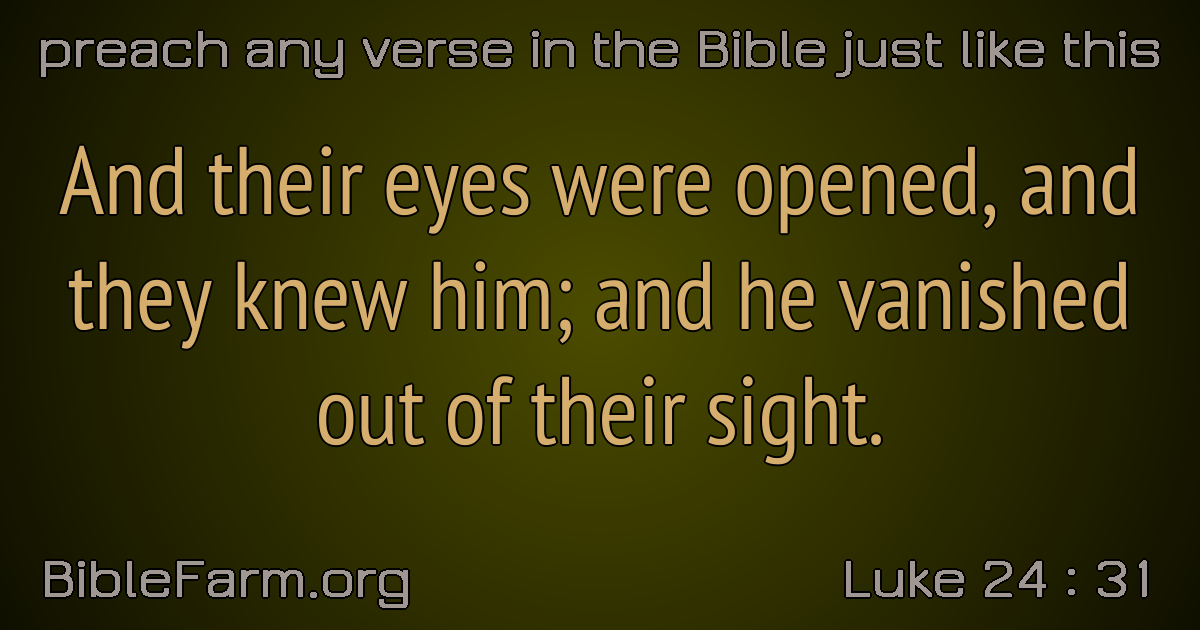 preach any verse in the Bible just like this
And their eyes were opened, and
they knew him; and he vanished
out of their sight.
BibleFarm.org
Luke 24 : 31